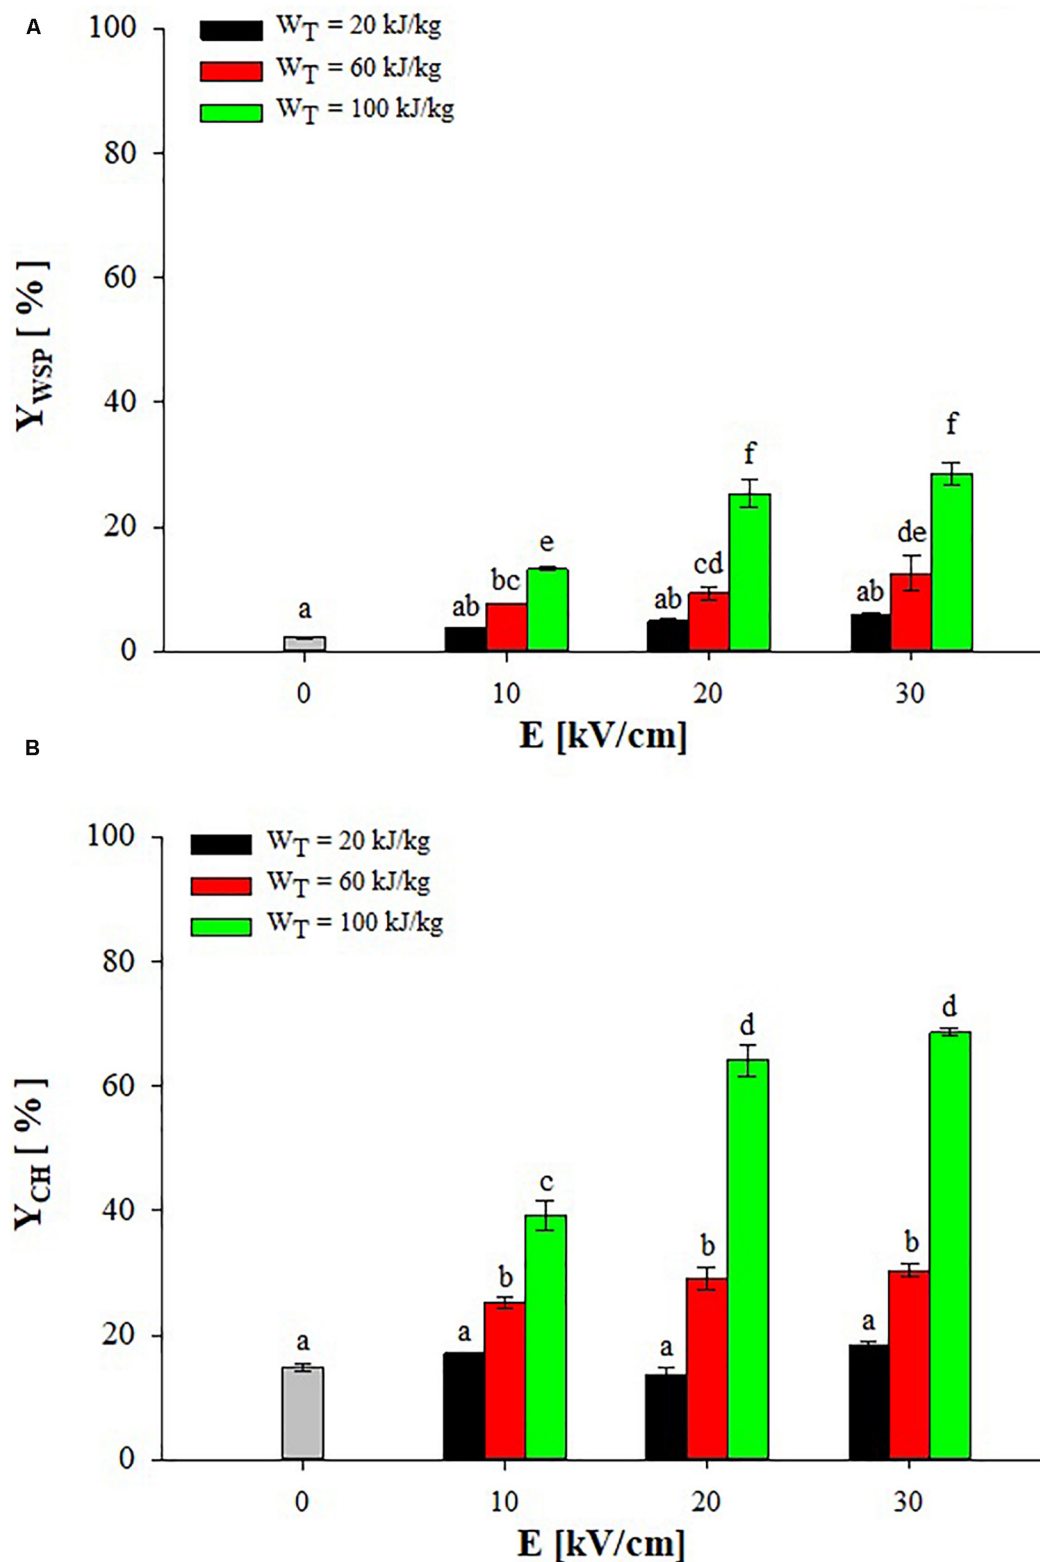 A
100
80
60
40
20
0
Y_WSP [ % ]
W_T = 20 kJ/kg
W_T = 60 kJ/kg
W_T = 100 kJ/kg
a
ab bc e
ab cd f
ab de f
0 10 20 30
E [kV/cm]
B
100
80
60
40
20
0
Y_CH [ % ]
W_T = 20 kJ/kg
W_T = 60 kJ/kg
W_T = 100 kJ/kg
a
a b c
a b d
a b d
0 10 20 30
E [kV/cm]